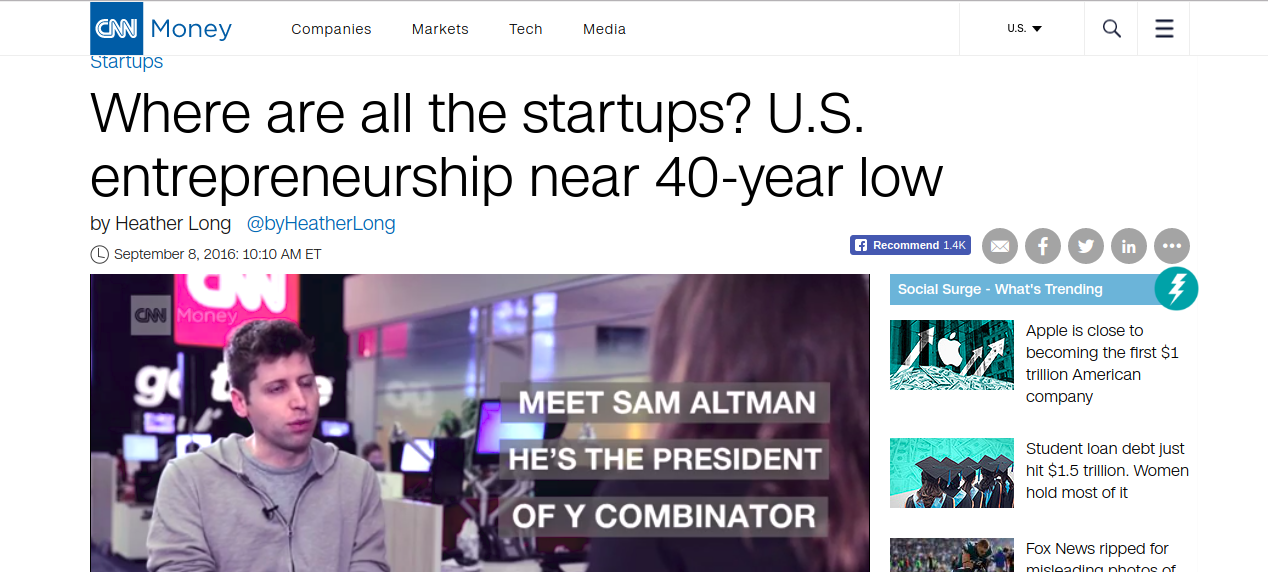 CNN Money Companies Markets Tech Media U.S.
Startups
Where are all the startups? U.S.
entrepreneurship near 40-year low
by Heather Long @byHeatherLong
September 8, 2016: 10:10 AM ET
Recommend 1.4K
CNN
CNN Money
MEET SAM ALTMAN
HE'S THE PRESIDENT
OF Y COMBINATOR
Social Surge - What's Trending
Apple is close to
becoming the first $1
trillion American
company
Student loan debt just
hit $1.5 trillion. Women
hold most of it
Fox News ripped for
misleading photos of